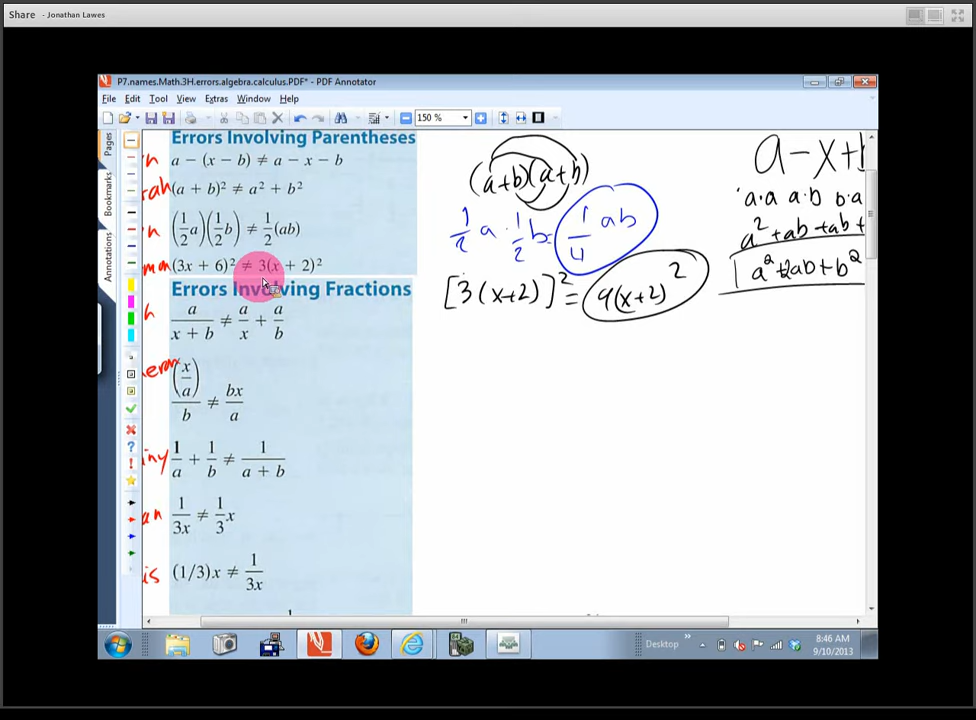 Share - Jonathan Lawes
P7.names.Math.3H.errors.algebra.calculus.PDF* - PDF Annotator
File Edit Tool View Extras Window Help
150 %
Pages
Bookmarks
Annotations
Errors Involving Parentheses
a − (x − b) ≠ a − x − b
(a + b)² ≠ a² + b²
(1/2 a)(1/2 b) ≠ 1/2 (ab)
(3x + 6)² ≠ 3(x + 2)²
Errors Involving Fractions
a/(x + b) ≠ a/x + a/b
(x/a)/b ≠ bx/a
1/a + 1/b ≠ 1/(a + b)
1/3x ≠ 1/3 x
(1/3)x ≠ 1/3x
(a+b)(a+b)
1/2 a · 1/2 b = 1/4 ab
[3(x+2)]² = 9(x+2)²
a − x +
a·a a·b b·a
a² + ab + ab +
a² + 2ab + b²
Desktop
8:46 AM
9/10/2013